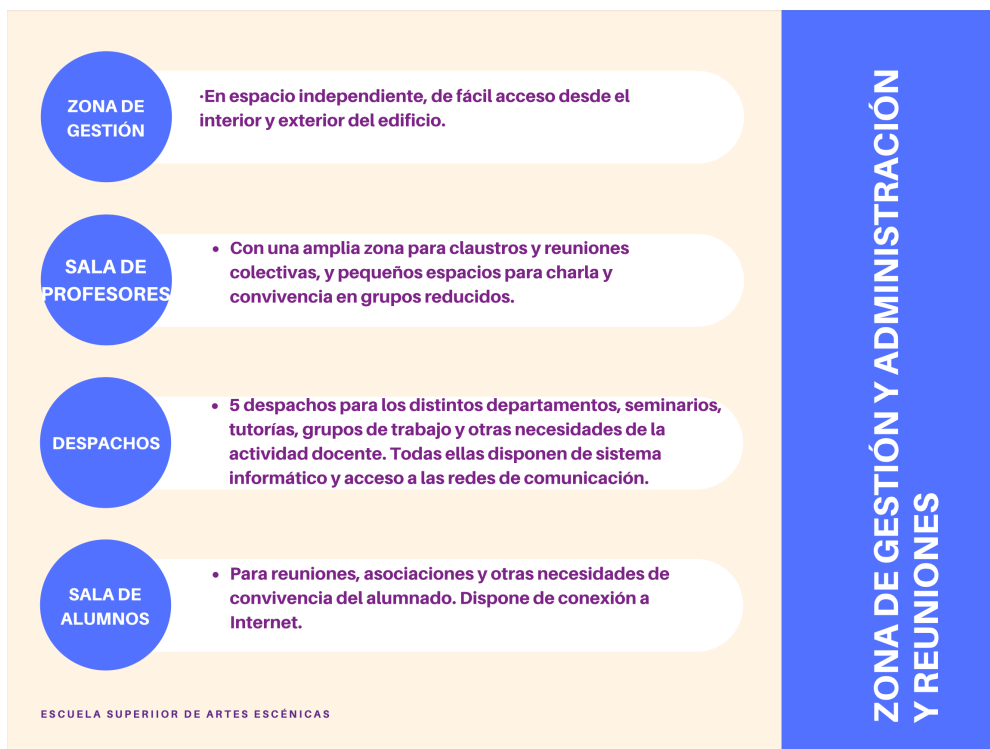 ZONA DE
GESTIÓN
·En espacio independiente, de fácil acceso desde el
interior y exterior del edificio.
SALA DE
PROFESORES
• Con una amplia zona para claustros y reuniones
colectivas, y pequeños espacios para charla y
convivencia en grupos reducidos.
DESPACHOS
• 5 despachos para los distintos departamentos, seminarios,
tutorías, grupos de trabajo y otras necesidades de la
actividad docente. Todas ellas disponen de sistema
informático y acceso a las redes de comunicación.
SALA DE
ALUMNOS
• Para reuniones, asociaciones y otras necesidades de
convivencia del alumnado. Dispone de conexión a
Internet.
ESCUELA SUPERIIOR DE ARTES ESCÉNICAS
ZONA DE GESTIÓN Y ADMINISTRACIÓN
Y REUNIONES